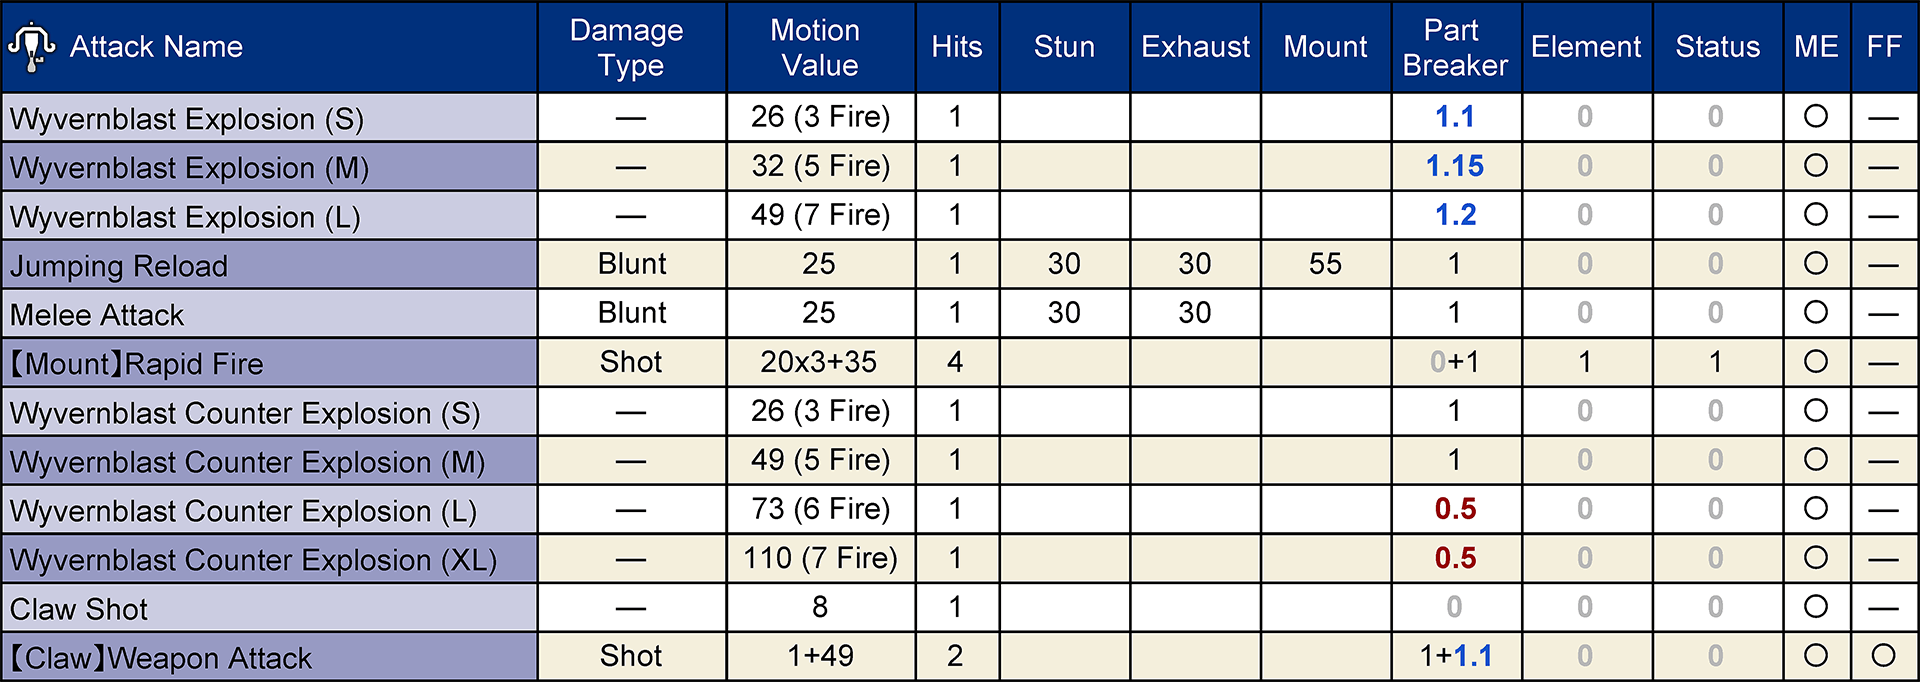 Attack Name Damage Type Motion Value Hits Stun Exhaust Mount Part Breaker Element Status ME FF
Wyvernblast Explosion (S) — 26 (3 Fire) 1 1.1 0 0 ○ —
Wyvernblast Explosion (M) — 32 (5 Fire) 1 1.15 0 0 ○ —
Wyvernblast Explosion (L) — 49 (7 Fire) 1 1.2 0 0 ○ —
Jumping Reload Blunt 25 1 30 30 55 1 0 0 ○ —
Melee Attack Blunt 25 1 30 30 1 0 0 ○ —
【Mount】Rapid Fire Shot 20x3+35 4 0+1 1 1 ○ —
Wyvernblast Counter Explosion (S) — 26 (3 Fire) 1 1 0 0 ○ —
Wyvernblast Counter Explosion (M) — 49 (5 Fire) 1 1 0 0 ○ —
Wyvernblast Counter Explosion (L) — 73 (6 Fire) 1 0.5 0 0 ○ —
Wyvernblast Counter Explosion (XL) — 110 (7 Fire) 1 0.5 0 0 ○ —
Claw Shot — 8 1 0 0 0 ○ —
【Claw】Weapon Attack Shot 1+49 2 1+1.1 0 0 ○ ○